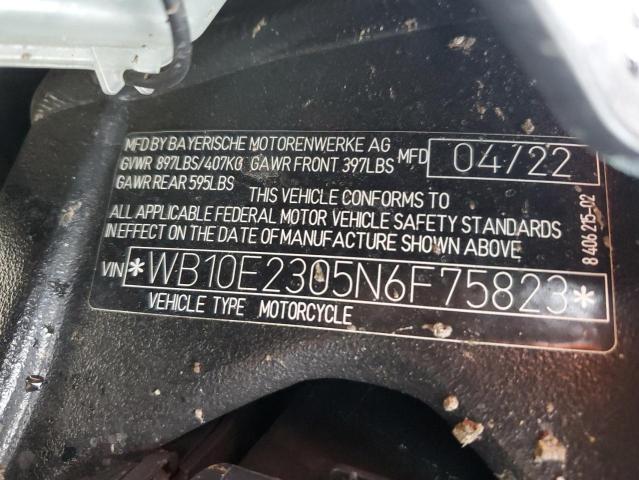 MFD BY BAYERISCHE MOTORENWERKE AG
GVWR 897LBS/407KG GAWR FRONT 397LBS MFD 04/22
GAWR REAR 595LBS
THIS VEHICLE CONFORMS TO
ALL APPLICABLE FEDERAL MOTOR VEHICLE SAFETY STANDARDS
IN EFFECT ON THE DATE OF MANUFACTURE SHOWN ABOVE
VIN *WB10E2305N6F75823*
VEHICLE TYPE MOTORCYCLE
8 406 215-02